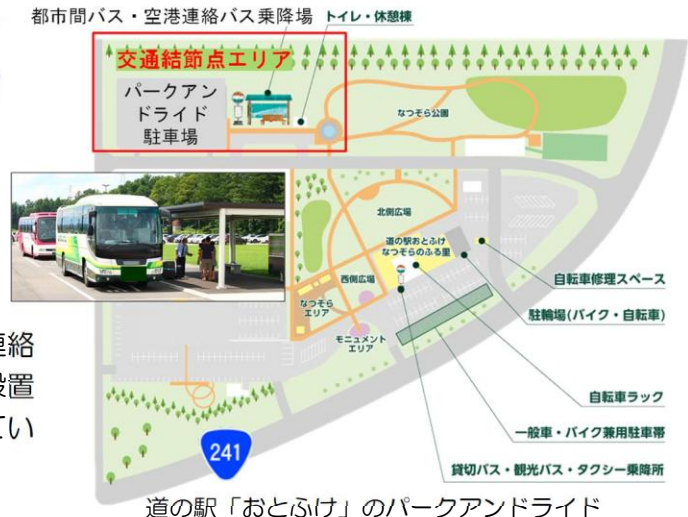 都市間バス・空港連絡バス乗降場
トイレ・休憩棟
交通結節点エリア
パークアン
ドライド
駐車場
なつぞら公園
北側広場
道の駅おとふけ
なつぞらのふる里
西側広場
なつぞら
エリア
モニュメント
エリア
自転車修理スペース
駐輪場(バイク・自転車)
自転車ラック
一般車・バイク兼用駐車帯
貸切バス・観光バス・タクシー乗降所
連絡
設置
てい
241
道の駅「おとふけ」のパークアンドライド